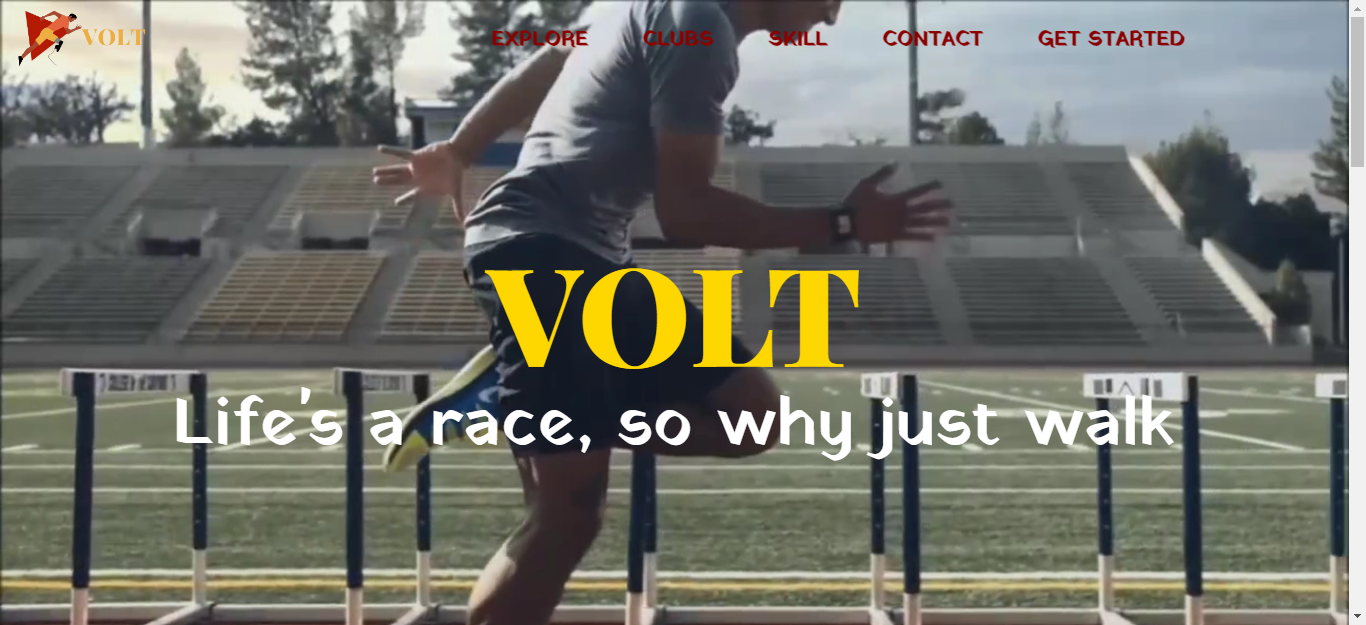 VOLT
EXPLORE CLUBS SKILL CONTACT GET STARTED
VOLT
Life's a race, so why just walk